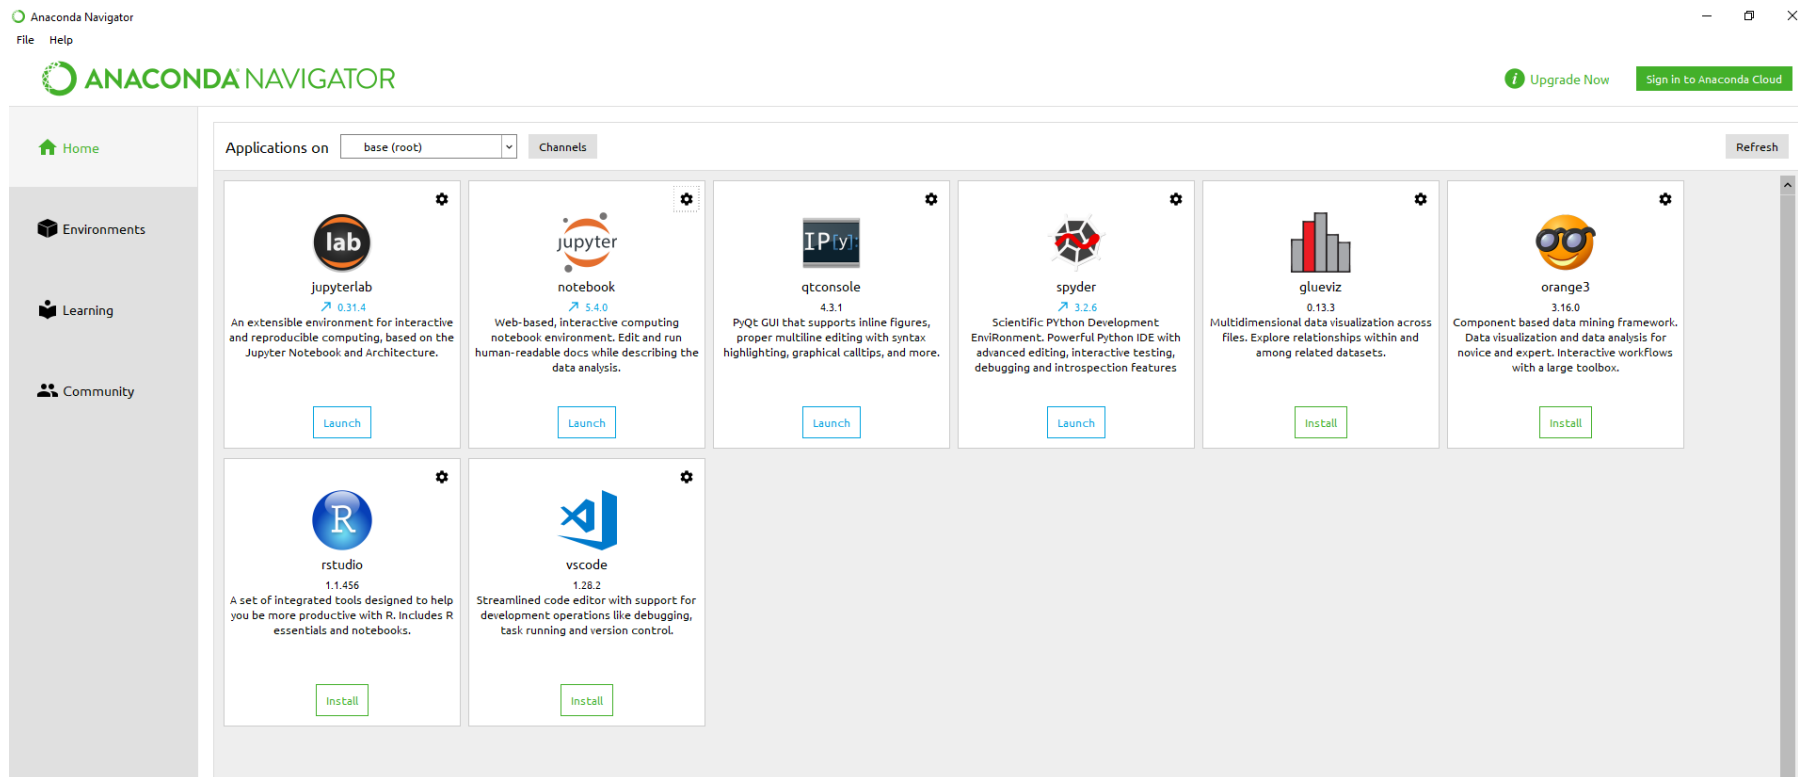 Anaconda Navigator
File Help
ANACONDA NAVIGATOR
Upgrade Now
Sign in to Anaconda Cloud
Home
Environments
Learning
Community
Applications on
base (root)
Channels
Refresh
lab
jupyterlab
0.31.4
An extensible environment for interactive
and reproducible computing, based on the
Jupyter Notebook and Architecture.
Launch
jupyter
notebook
5.4.0
Web-based, interactive computing
notebook environment. Edit and run
human-readable docs while describing the
data analysis.
Launch
IP[y]:
qtconsole
4.3.1
PyQt GUI that supports inline figures,
proper multiline editing with syntax
highlighting, graphical calltips, and more.
Launch
spyder
3.2.6
Scientific PYthon Development
EnviRonment. Powerful Python IDE with
advanced editing, interactive testing,
debugging and introspection features
Launch
glueviz
0.13.3
Multidimensional data visualization across
files. Explore relationships within and
among related datasets.
Install
orange3
3.16.0
Component based data mining framework.
Data visualization and data analysis for
novice and expert. Interactive workflows
with a large toolbox.
Install
R
rstudio
1.1.456
A set of integrated tools designed to help
you be more productive with R. Includes R
essentials and notebooks.
Install
vscode
1.28.2
Streamlined code editor with support for
development operations like debugging,
task running and version control.
Install